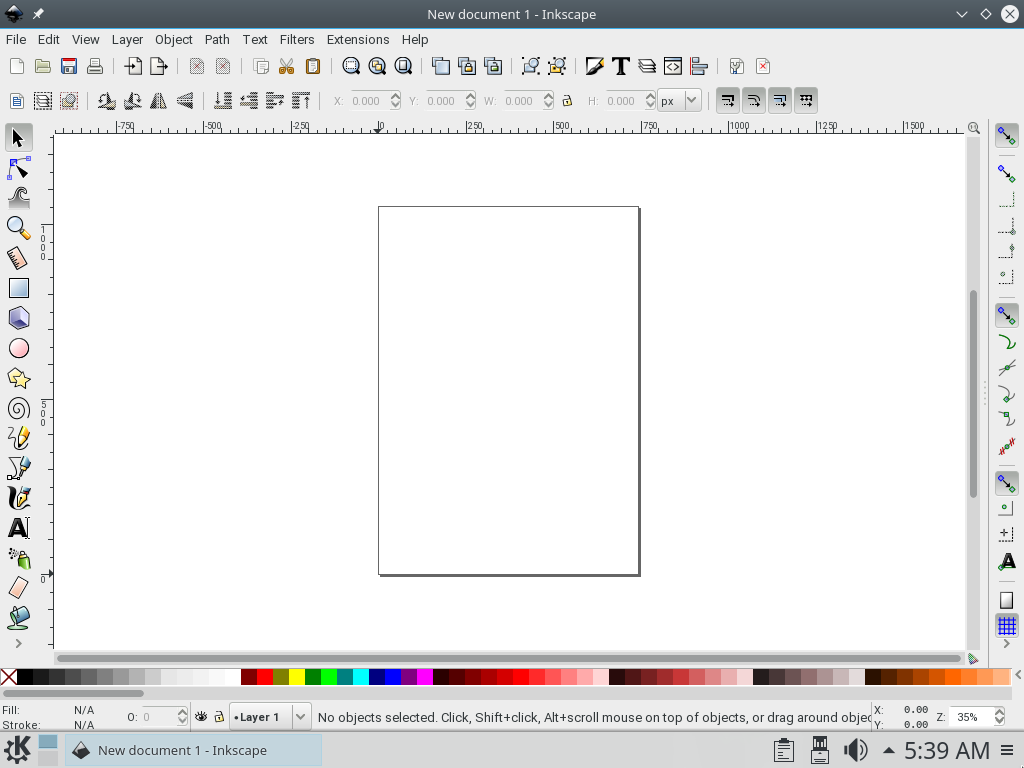 New document 1 - Inkscape
File Edit View Layer Object Path Text Filters Extensions Help
X: 0.000 Y: 0.000 W: 0.000 H: 0.000 px
-750 -500 -250 0 250 500 750 1000 1250 1500
1000
500
0
Fill: N/A
Stroke: N/A
O: 0
•Layer 1
No objects selected. Click, Shift+click, Alt+scroll mouse on top of objects, or drag around objec
X: 0.00
Y: 0.00
Z: 35%
New document 1 - Inkscape
5:39 AM